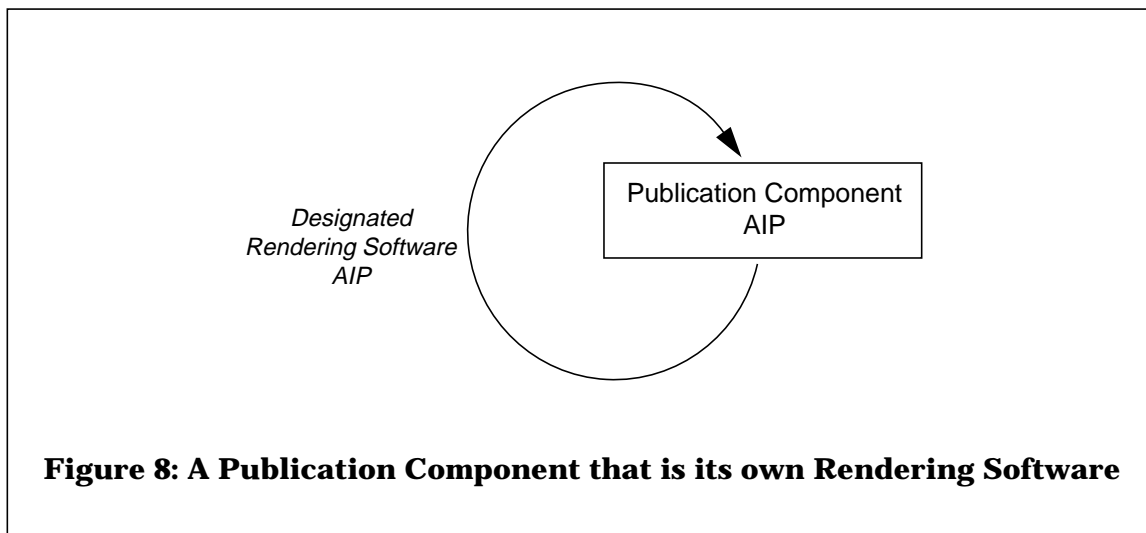 Designated
Rendering Software
AIP
Publication Component
AIP
Figure 8: A Publication Component that is its own Rendering Software